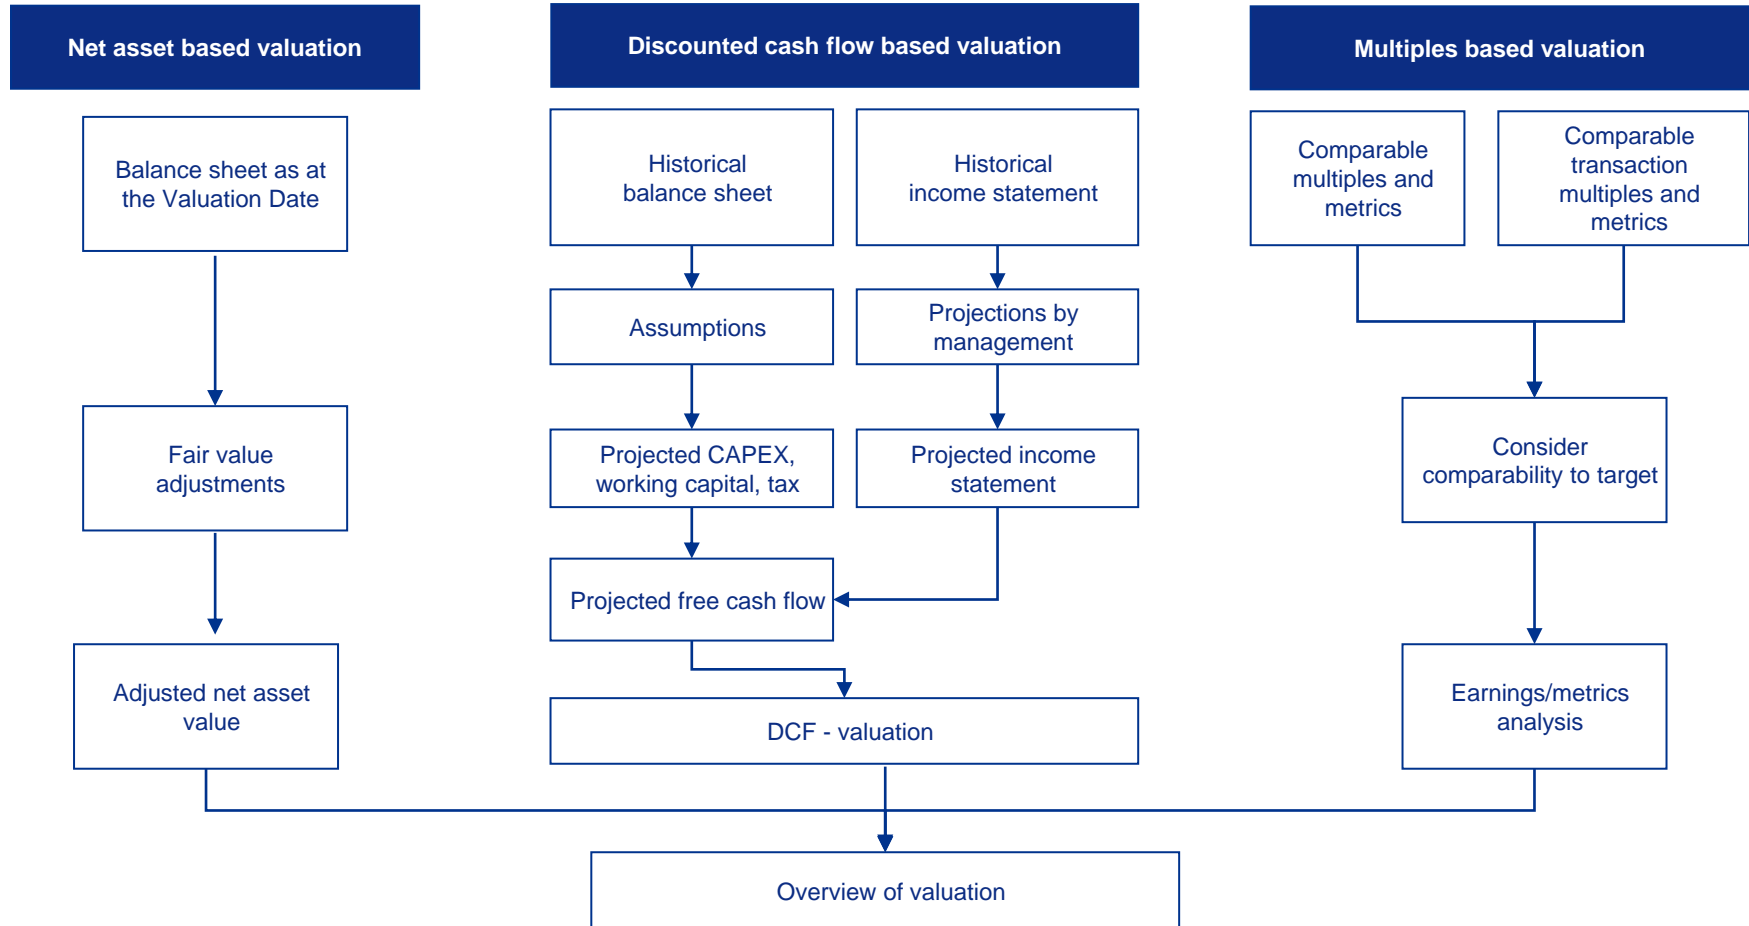 Net asset based valuation
Discounted cash flow based valuation
Multiples based valuation
Balance sheet as at
the Valuation Date
Historical
balance sheet
Historical
income statement
Comparable
multiples and
metrics
Comparable
transaction
multiples and
metrics
Assumptions
Projections by
management
Fair value
adjustments
Projected CAPEX,
working capital, tax
Projected income
statement
Consider
comparability to target
Projected free cash flow
Adjusted net asset
value
DCF - valuation
Earnings/metrics
analysis
Overview of valuation